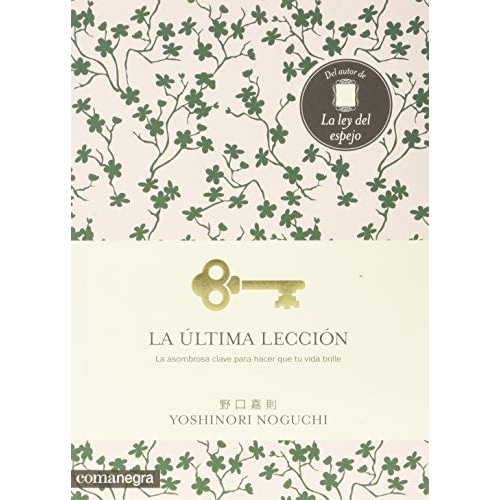 Del autor de
La ley del
espejo
LA ÚLTIMA LECCIÓN
La asombrosa clave para hacer que tu vida brille
野口嘉則
YOSHINORI NOGUCHI
comanegra